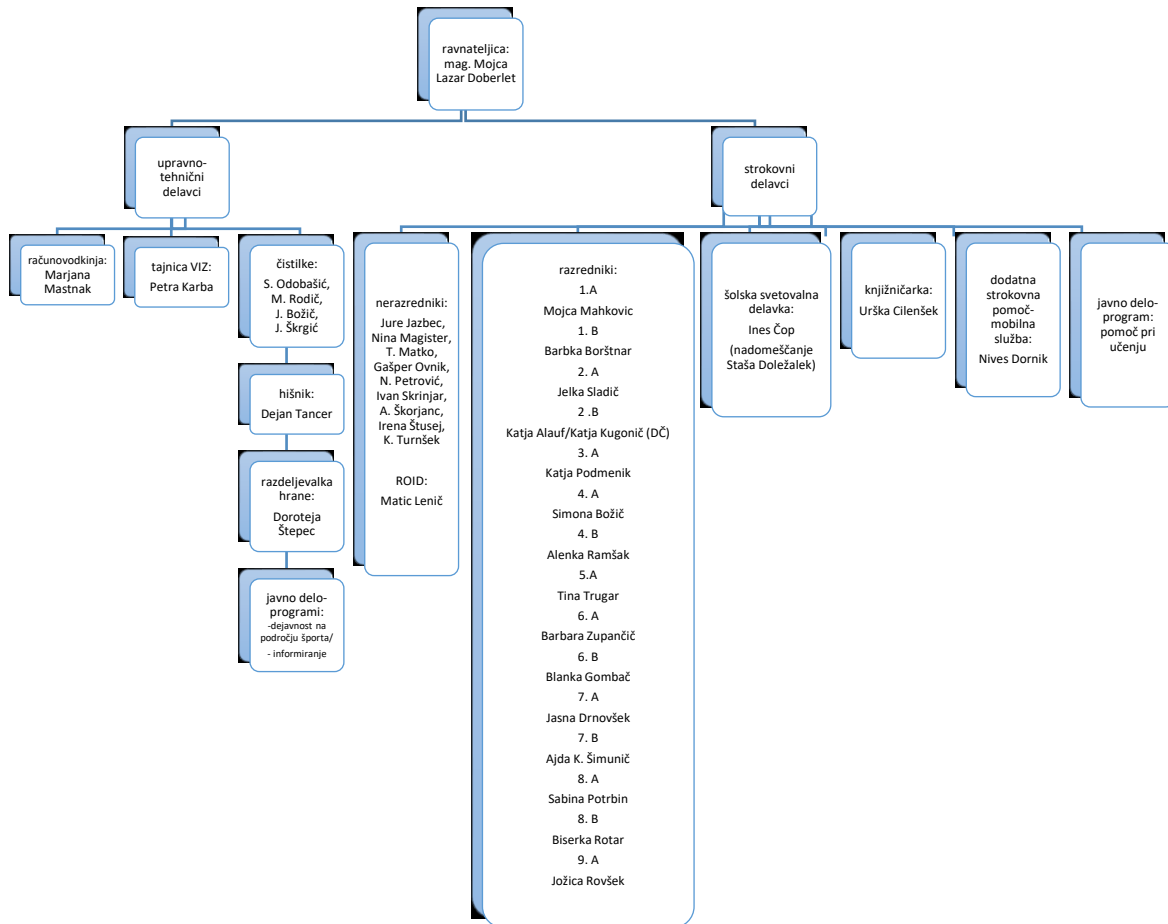 ravnateljica:
mag. Mojca
Lazar Doberlet
upravno-
tehnični
delavci
strokovni
delavci
računovodkinja:
Marjana
Mastnak
tajnica VIZ:
Petra Karba
čistilke:
S. Odobašić,
M. Rodič,
J. Božič,
J. Škrgić
hišnik:
Dejan Tancer
razdeljevalka
hrane:
Doroteja
Štepec
javno delo-
programi:
-dejavnost na
področju športa/
- informiranje
nerazredniki:
Jure Jazbec,
Nina Magister,
T. Matko,
Gašper Ovnik,
N. Petrović,
Ivan Skrinjar,
A. Škorjanc,
Irena Štusej,
K. Turnšek
ROID:
Matic Lenič
razredniki:
1.A
Mojca Mahkovic
1. B
Barbka Borštnar
2. A
Jelka Sladič
2 .B
Katja Alauf/Katja Kugonič (DČ)
3. A
Katja Podmenik
4. A
Simona Božič
4. B
Alenka Ramšak
5.A
Tina Trugar
6. A
Barbara Zupančič
6. B
Blanka Gombač
7. A
Jasna Drnovšek
7. B
Ajda K. Šimunič
8. A
Sabina Potrbin
8. B
Biserka Rotar
9. A
Jožica Rovšek
šolska svetovalna
delavka:
Ines Čop
(nadomeščanje
Staša Doležalek)
knjižničarka:
Urška Cilenšek
dodatna
strokovna
pomoč-
mobilna
služba:
Nives Dornik
javno delo-
program:
pomoč pri
učenju